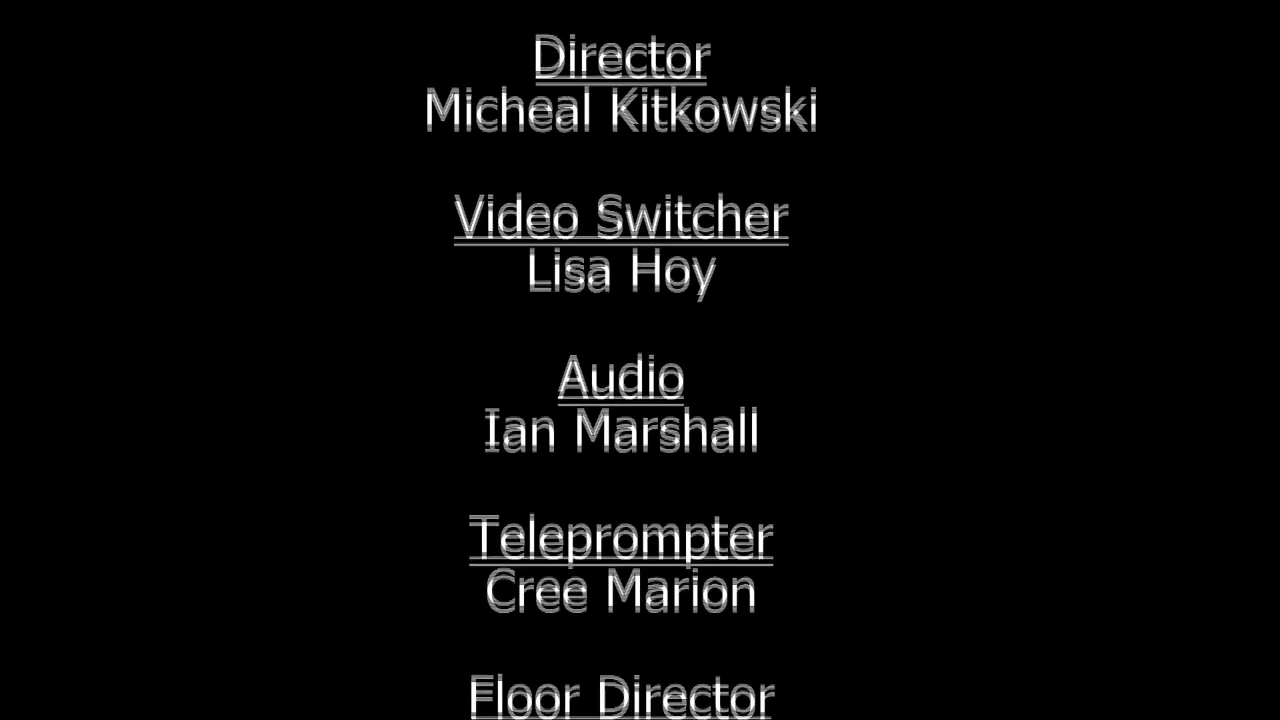 Director
Micheal Kitkowski
Video Switcher
Lisa Hoy
Audio
Ian Marshall
Teleprompter
Cree Marion
Floor Director